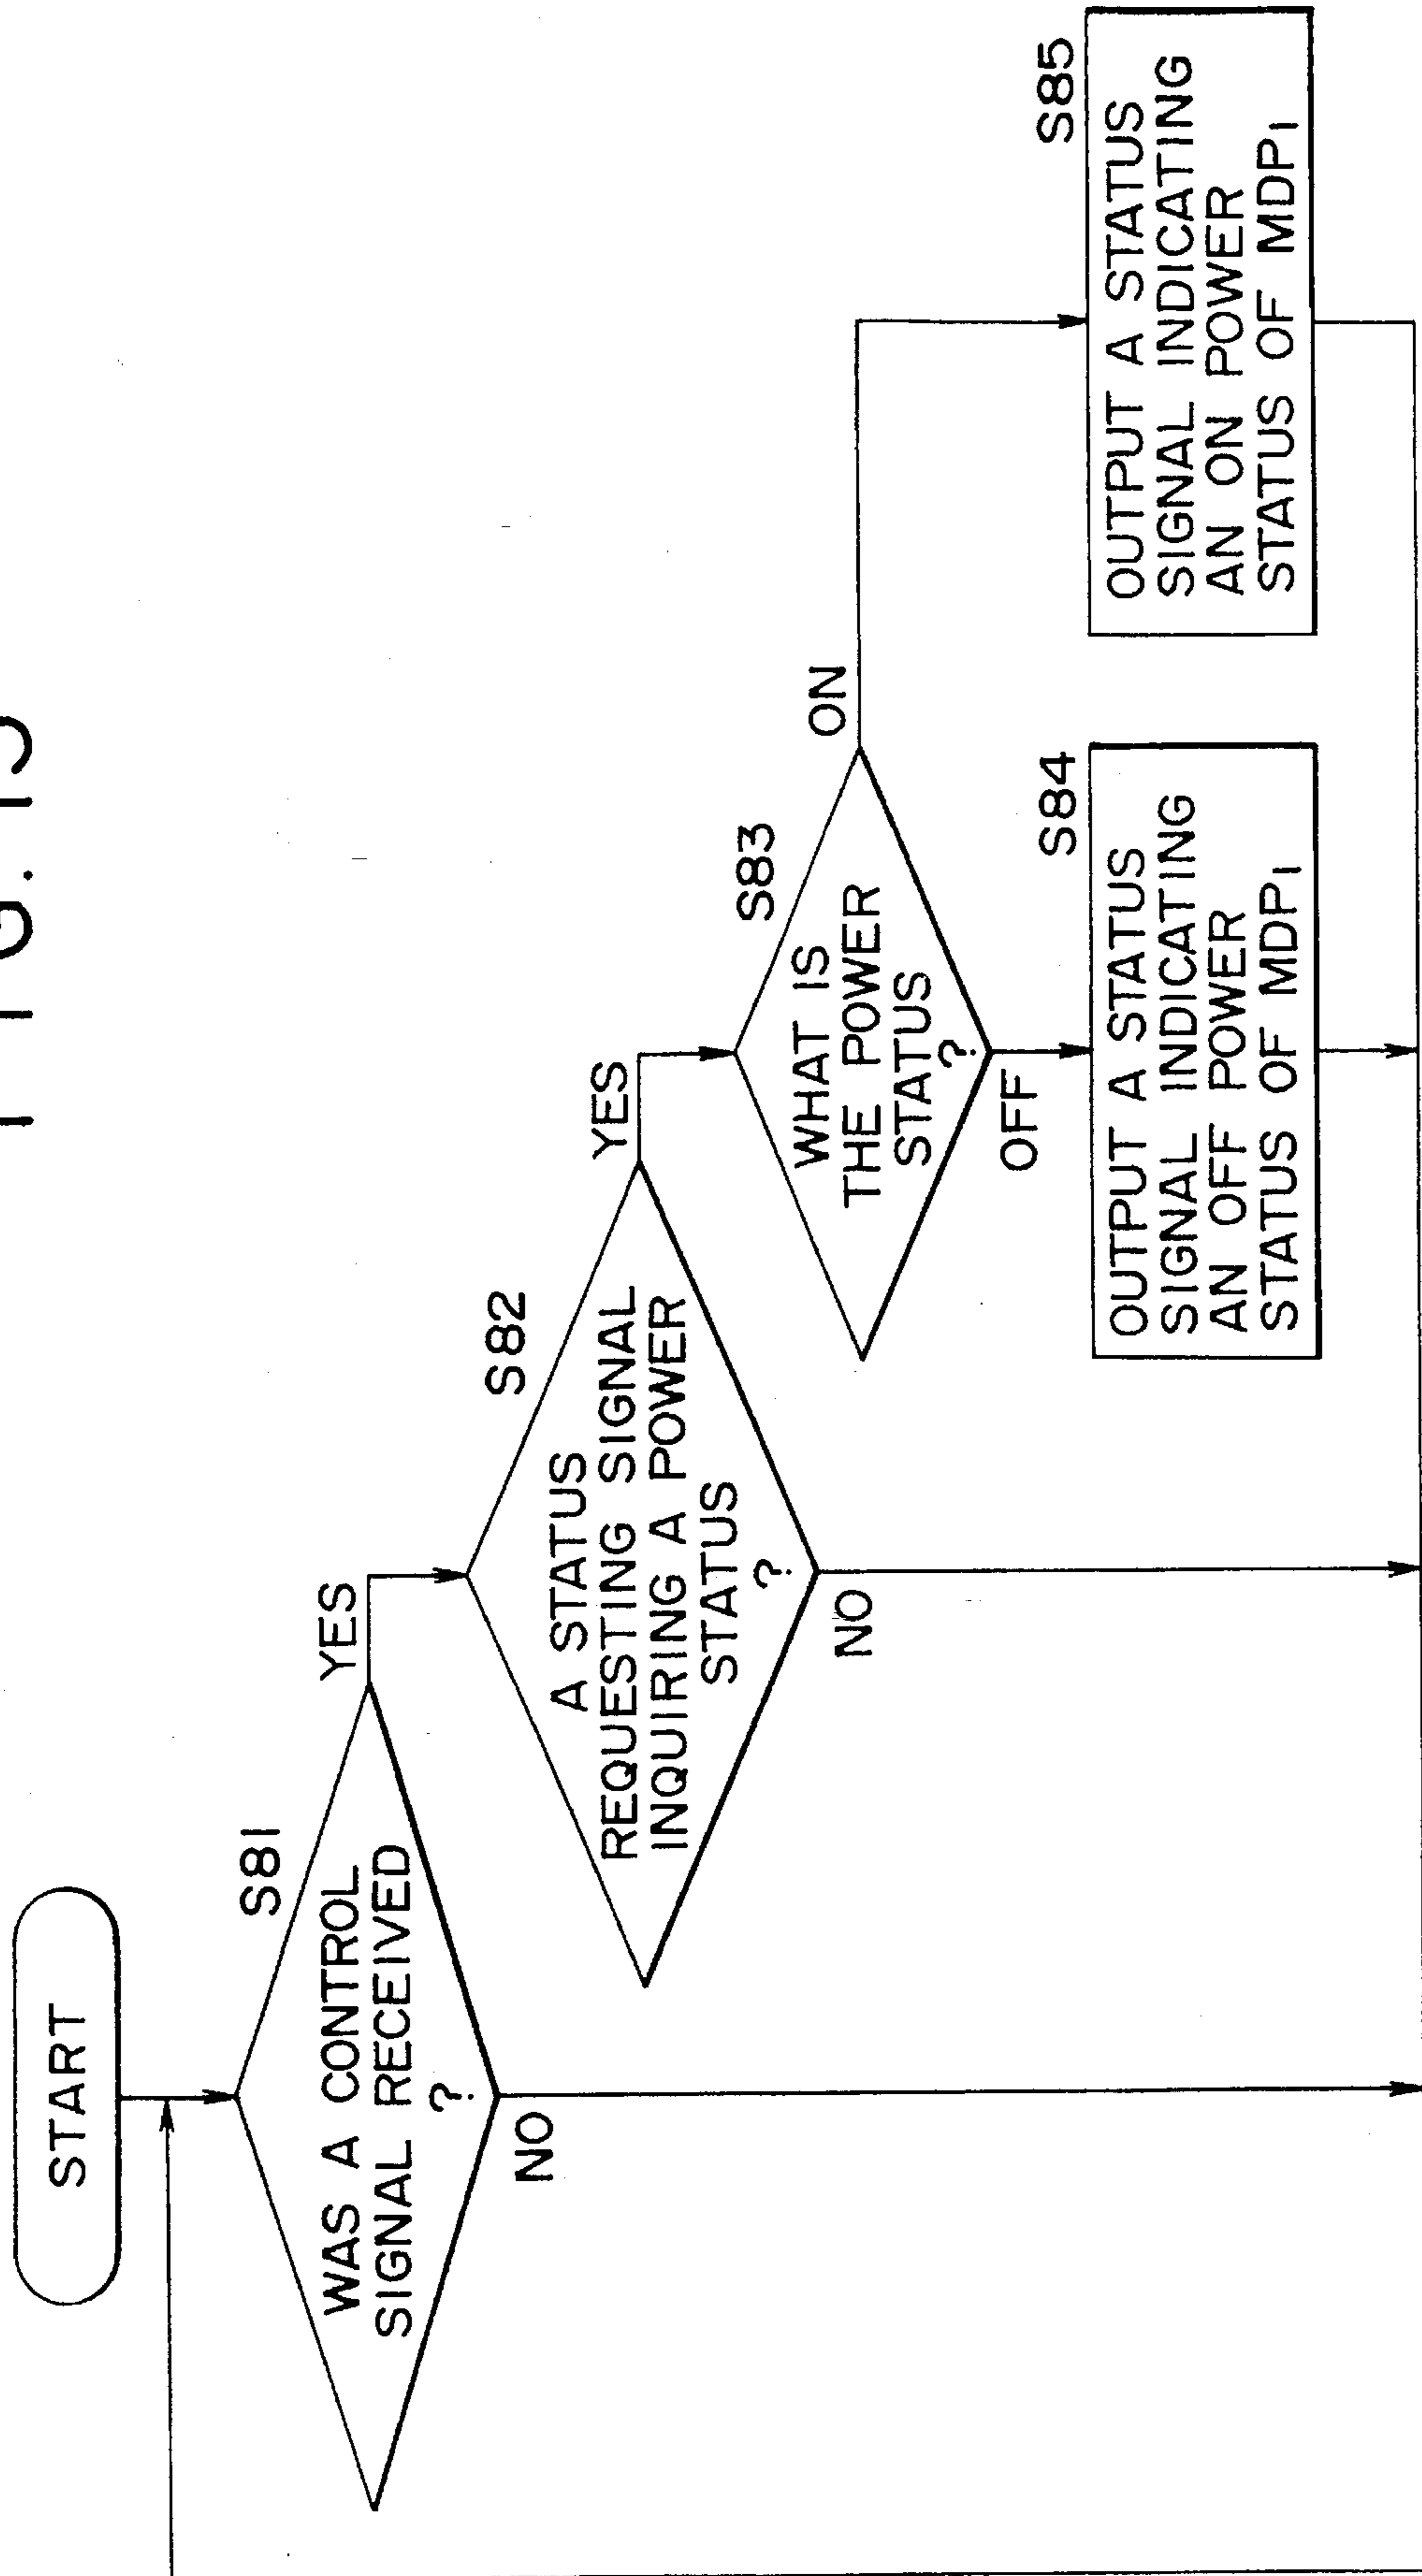 START
S81
WAS A CONTROL
SIGNAL RECEIVED
?
YES
NO
S82
A STATUS
REQUESTING SIGNAL
INQUIRING A POWER
STATUS
?
YES
NO
S83
WHAT IS
THE POWER
STATUS
?
ON
OFF
S84
OUTPUT A STATUS
SIGNAL INDICATING
AN OFF POWER
STATUS OF MDP1
S85
OUTPUT A STATUS
SIGNAL INDICATING
AN ON POWER
STATUS OF MDP1